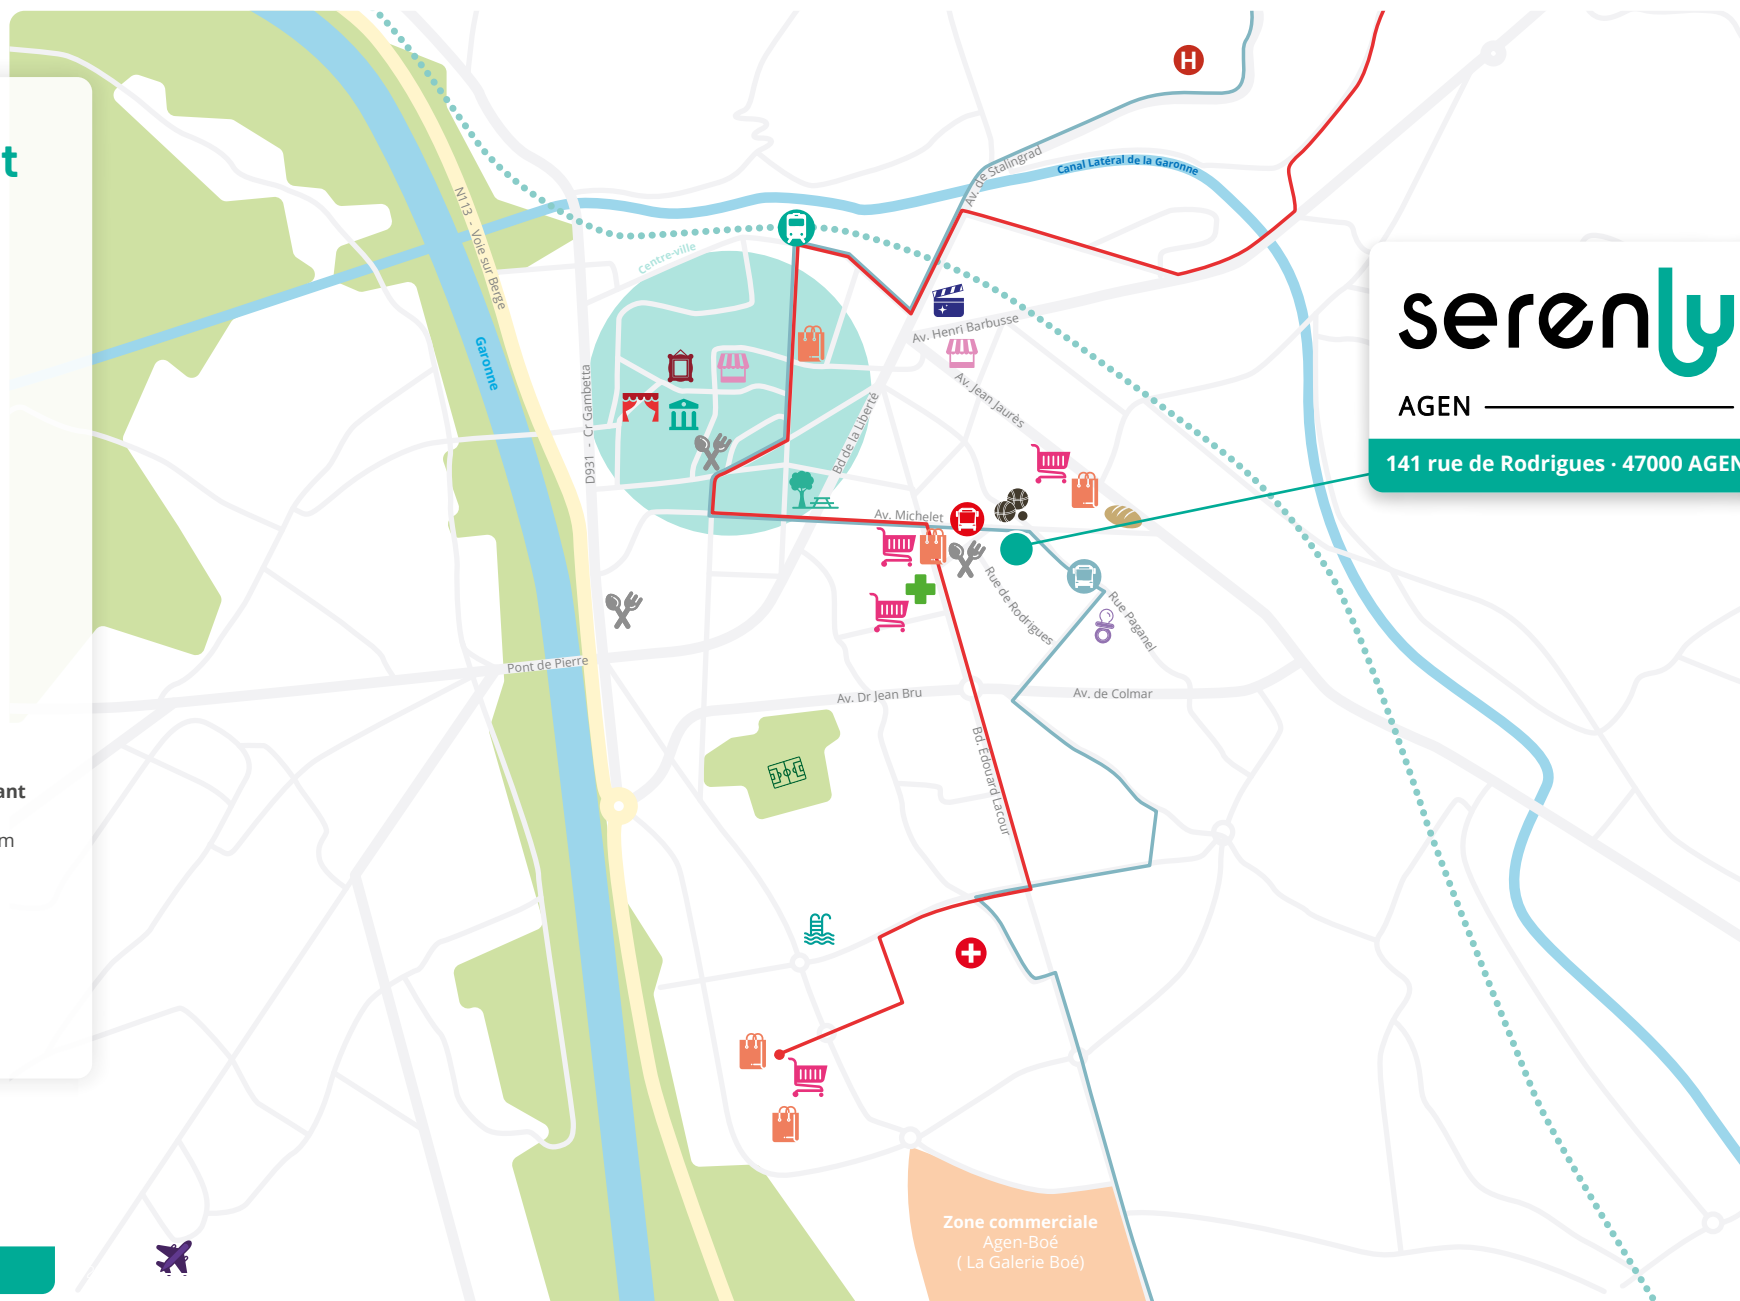 t
ant
m
H
Av. de Stalingrad
Canal Latéral de la Garonne
N113 - Voie sur Berge
Centre-ville
Garonne
Av. Henri Barbusse
Av. Jean Jaurès
D931 - Cr Gambetta
Bd de la Liberté
serenly
AGEN
141 rue de Rodrigues · 47000 AGEN
Av. Michelet
Rue de Rodrigues
Rue Paganel
Pont de Pierre
Av. Dr Jean Bru
Av. de Colmar
Bd. Edouard Lacour
Zone commerciale
Agen-Boé
( La Galerie Boé)